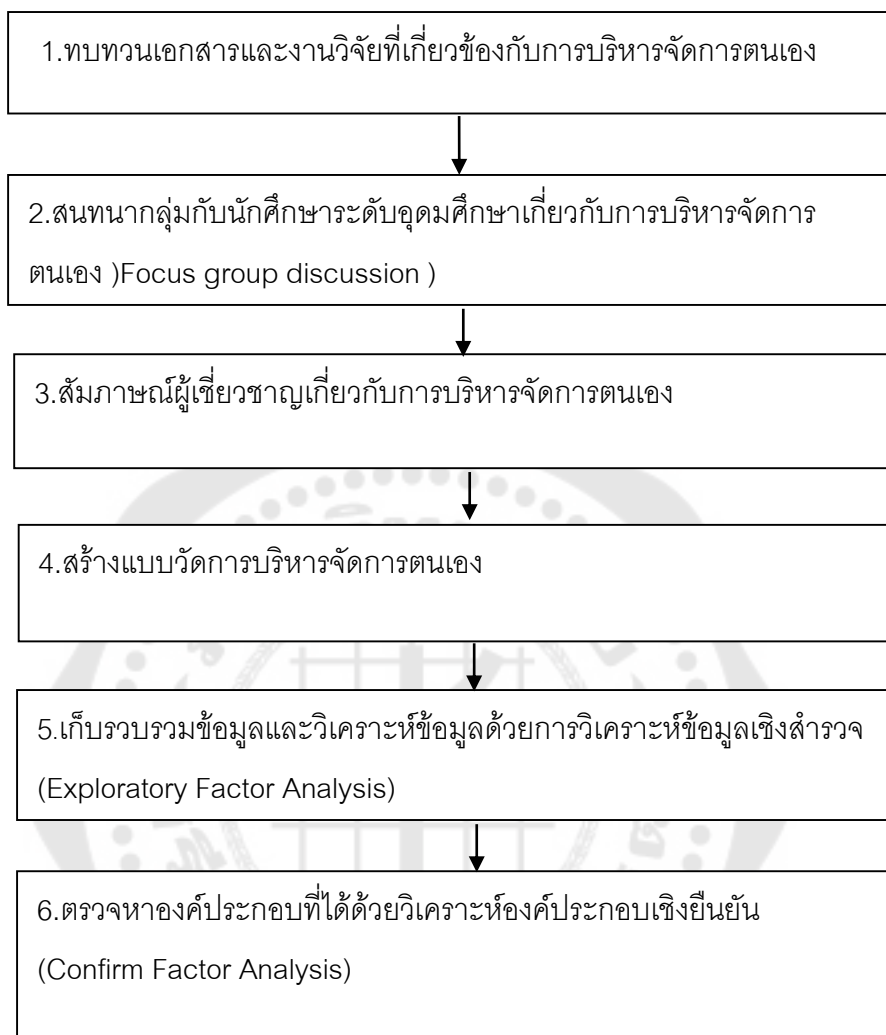 1.ทบทวนเอกสารและงานวิจัยที่เกี่ยวข้องกับการบริหารจัดการตนเอง
2.สนทนากลุ่มกับนักศึกษาระดับอุดมศึกษาเกี่ยวกับการบริหารจัดการ
ตนเอง )Focus group discussion )
3.สัมภาษณ์ผู้เชี่ยวชาญเกี่ยวกับการบริหารจัดการตนเอง
4.สร้างแบบวัดการบริหารจัดการตนเอง
5.เก็บรวบรวมข้อมูลและวิเคราะห์ข้อมูลด้วยการวิเคราะห์ข้อมูลเชิงสำรวจ
(Exploratory Factor Analysis)
6.ตรวจหาองค์ประกอบที่ได้ด้วยวิเคราะห์องค์ประกอบเชิงยืนยัน
(Confirm Factor Analysis)